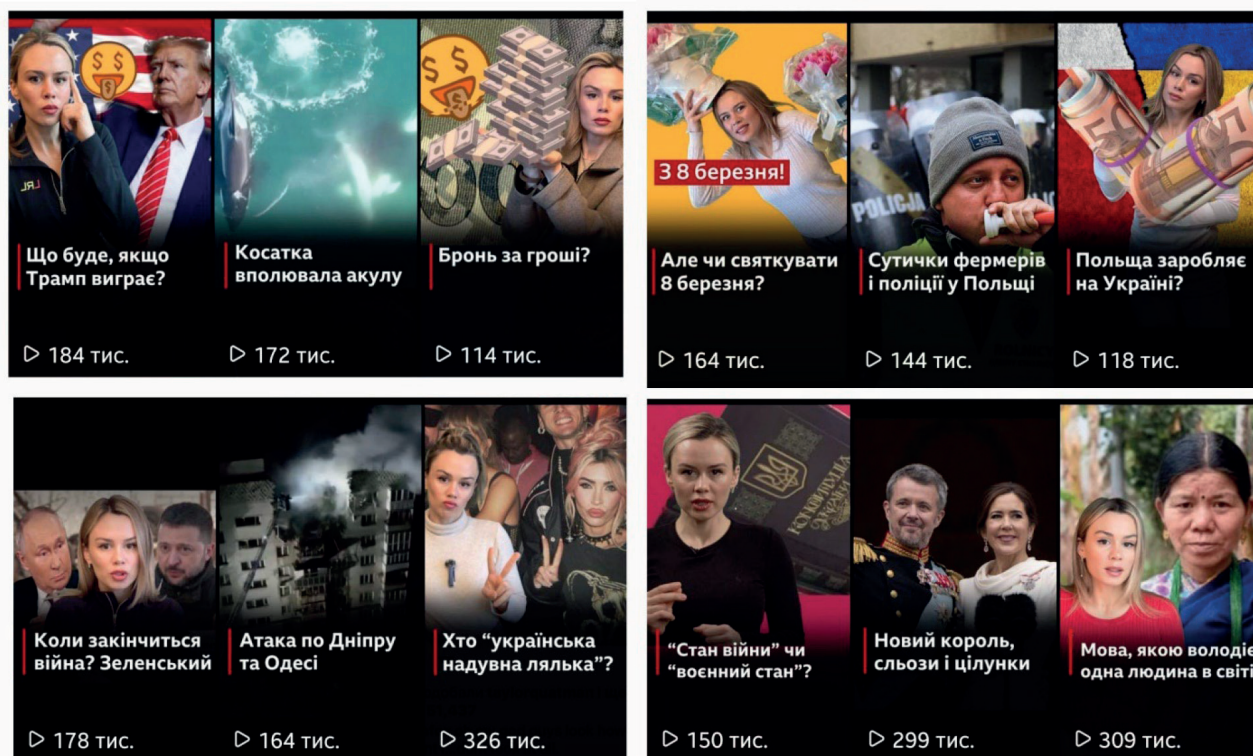 Що буде, якщо
Трамп виграє?
184 тис.
Косатка
вполювала акулу
172 тис.
Бронь за гроші?
114 тис.
З 8 березня!
Але чи святкувати
8 березня?
164 тис.
POLICJA
Сутички фермерів
і поліції у Польщі
144 тис.
50
Польща заробляє
на Україні?
118 тис.
Коли закінчиться
війна? Зеленський
178 тис.
Атака по Дніпру
та Одесі
164 тис.
Хто “українська
надувна лялька”?
326 тис.
“Стан війни” чи
“воєнний стан”?
150 тис.
Новий король,
сльози і цілунки
299 тис.
Мова, якою володіє
одна людина в світі
309 тис.